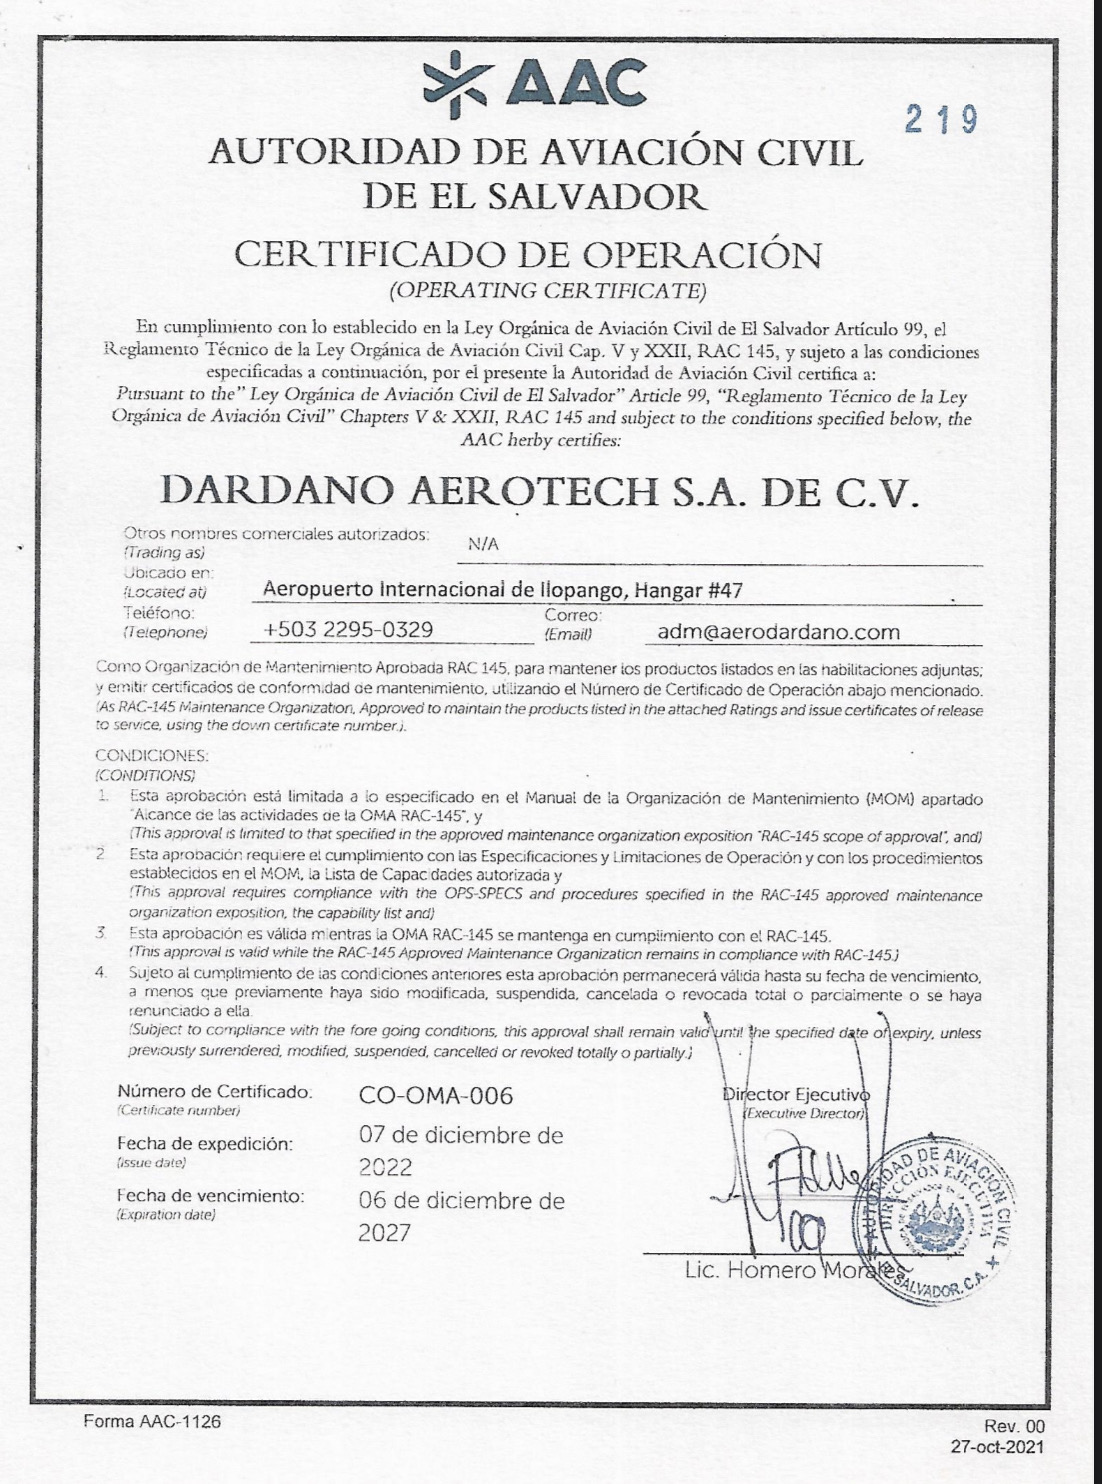 AAC
219
AUTORIDAD DE AVIACIÓN CIVIL
DE EL SALVADOR
CERTIFICADO DE OPERACIÓN
(OPERATING CERTIFICATE)
En cumplimiento con lo establecido en la Ley Orgánica de Aviación Civil de El Salvador Artículo 99, el
Reglamento Técnico de la Ley Orgánica de Aviación Civil Cap. V y XXII, RAC 145, y sujeto a las condiciones
especificadas a continuación, por el presente la Autoridad de Aviación Civil certifica a:
Pursuant to the" Ley Orgánica de Aviación Civil de El Salvador" Article 99, "Reglamento Técnico de la Ley
Orgánica de Aviación Civil" Chapters V & XXII, RAC 145 and subject to the conditions specified below, the
AAC herby certifies:
DARDANO AEROTECH S.A. DE C.V.
Otros nombres comerciales autorizados:
(Trading as)
N/A
Ubicado en:
(Located at)
Aeropuerto Internacional de Ilopango, Hangar #47
Teléfono:
(Telephone)
+503 2295-0329
Correo:
(Email)
adm@aerodardano.com
Como Organización de Mantenimiento Aprobada RAC 145, para mantener los productos listados en las habilitaciones adjuntas;
y emitir certificados de conformidad de mantenimiento, utilizando el Número de Certificado de Operación abajo mencionado.
(As RAC-145 Maintenance Organization, Approved to maintain the products listed in the attached Ratings and issue certificates of release
to service, using the down certificate number.).
CONDICIONES:
(CONDITIONS)
1. Esta aprobación está limitada a lo especificado en el Manual de la Organización de Mantenimiento (MOM) apartado
"Alcance de las actividades de la OMA RAC-145", y
(This approval is limited to that specified in the approved maintenance organization exposition "RAC-145 scope of approval", and)
2 Esta aprobación requiere el cumplimiento con las Especificaciones y Limitaciones de Operación y con los procedimientos
establecidos en el MOM, la Lista de Capacidades autorizada y
(This approval requires compliance with the OPS-SPECS and procedures specified in the RAC-145 approved maintenance
organization exposition, the capability list and)
3. Esta aprobación es válida mientras la OMA RAC-145 se mantenga en cumplimiento con el RAC-145.
(This approval is valid while the RAC-145 Approved Maintenance Organization remains in compliance with RAC-145.)
4. Sujeto al cumplimiento de las condiciones anteriores esta aprobación permanecerá válida hasta su fecha de vencimiento,
a menos que previamente haya sido modificada, suspendida, cancelada o revocada total o parcialmente o se haya
renunciado a ella.
(Subject to compliance with the fore going conditions, this approval shall remain valid until the specified date of expiry, unless
previously surrendered, modified, suspended, cancelled or revoked totally o partially.)
Número de Certificado:
(Certificate number)
CO-OMA-006
Fecha de expedición:
(issue date)
07 de diciembre de
2022
Fecha de vencimiento:
(Expiration date)
06 de diciembre de
2027
Director Ejecutivo
(Executive Director)
Lic. Homero Morales
AUTORIDAD DE AVIACIÓN CIVIL
DIRECCIÓN EJECUTIVA
EL SALVADOR, C.A.
Forma AAC-1126
Rev. 00
27-oct-2021